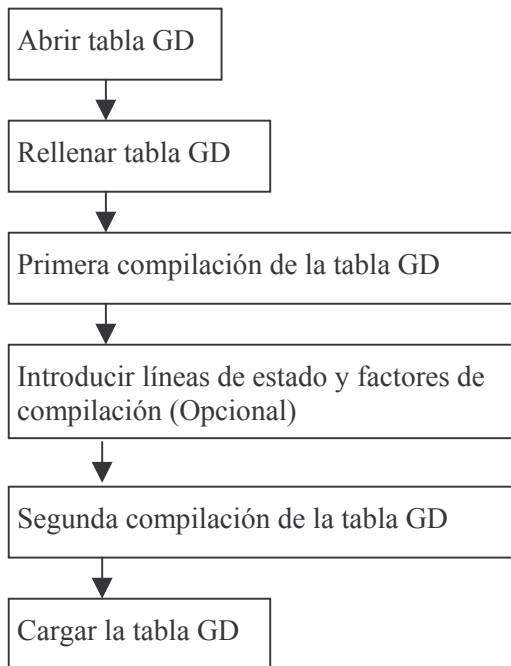 Abrir tabla GD
Rellenar tabla GD
Primera compilación de la tabla GD
Introducir líneas de estado y factores de
compilación (Opcional)
Segunda compilación de la tabla GD
Cargar la tabla GD